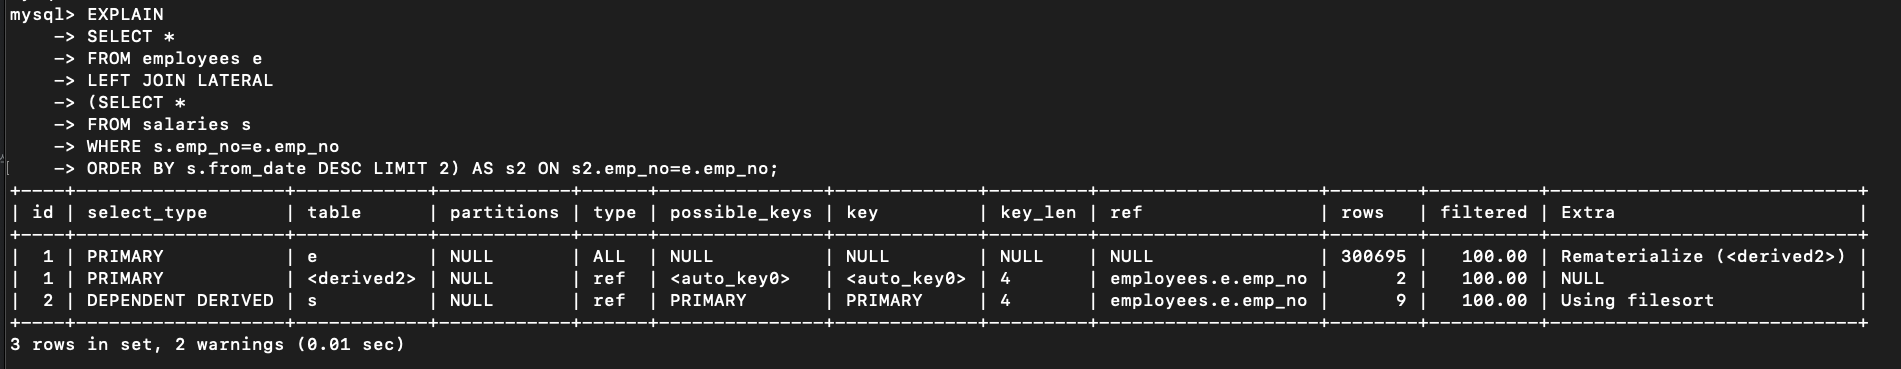 mysql> EXPLAIN
    -> SELECT *
    -> FROM employees e
    -> LEFT JOIN LATERAL
    -> (SELECT *
    -> FROM salaries s
    -> WHERE s.emp_no=e.emp_no
    -> ORDER BY s.from_date DESC LIMIT 2) AS s2 ON s2.emp_no=e.emp_no;
+----+-------------------+------------+------------+------+---------------+-------------+---------+--------------------+--------+----------+----------------------------+
| id | select_type       | table      | partitions | type | possible_keys | key         | key_len | ref                | rows   | filtered | Extra                      |
+----+-------------------+------------+------------+------+---------------+-------------+---------+--------------------+--------+----------+----------------------------+
|  1 | PRIMARY           | e          | NULL       | ALL  | NULL          | NULL        | NULL    | NULL               | 300695 |   100.00 | Rematerialize (<derived2>) |
|  1 | PRIMARY           | <derived2> | NULL       | ref  | <auto_key0>   | <auto_key0> | 4       | employees.e.emp_no |      2 |   100.00 | NULL                       |
|  2 | DEPENDENT DERIVED | s          | NULL       | ref  | PRIMARY       | PRIMARY     | 4       | employees.e.emp_no |      9 |   100.00 | Using filesort             |
+----+-------------------+------------+------------+------+---------------+-------------+---------+--------------------+--------+----------+----------------------------+
3 rows in set, 2 warnings (0.01 sec)